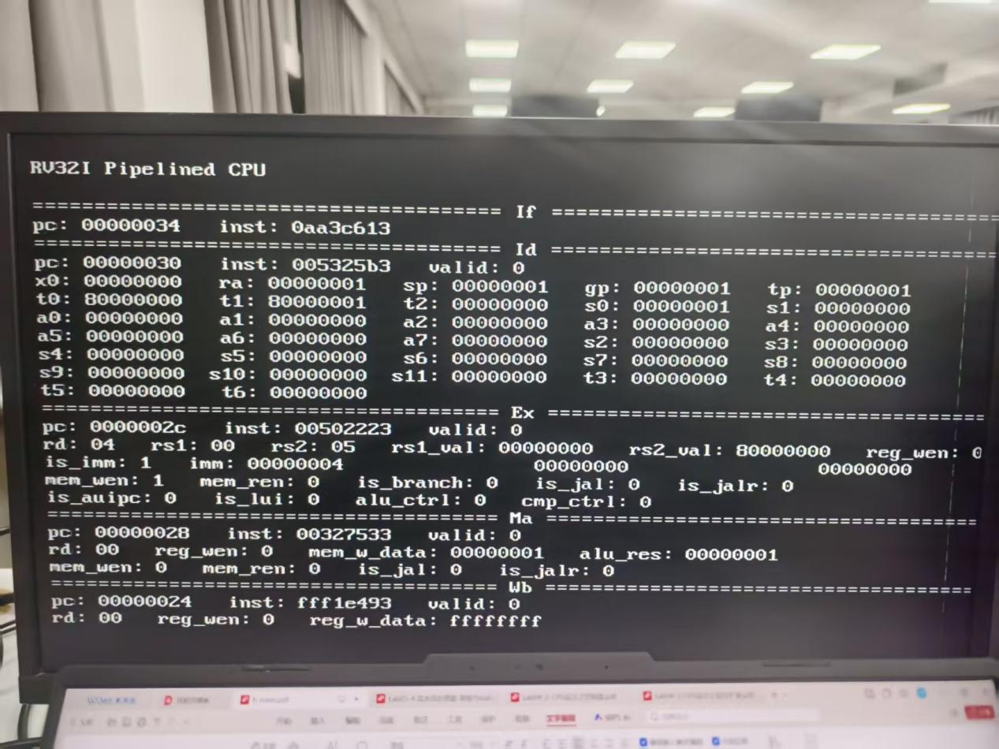 RV32I Pipelined CPU
===================================== If ====================================
pc: 00000034 inst: 0aa3c613
===================================== Id ====================================
pc: 00000030 inst: 005325b3 valid: 0
x0: 00000000 ra: 00000001 sp: 00000001 gp: 00000001 tp: 00000001
t0: 80000000 t1: 80000001 t2: 00000000 s0: 00000001 s1: 00000000
a0: 00000000 a1: 00000000 a2: 00000000 a3: 00000000 a4: 00000000
a5: 00000000 a6: 00000000 a7: 00000000 s2: 00000000 s3: 00000000
s4: 00000000 s5: 00000000 s6: 00000000 s7: 00000000 s8: 00000000
s9: 00000000 s10: 00000000 s11: 00000000 t3: 00000000 t4: 00000000
t5: 00000000 t6: 00000000
===================================== Ex ====================================
pc: 0000002c inst: 00502223 valid: 0
rd: 04 rs1: 00 rs2: 05 rs1_val: 00000000 rs2_val: 80000000 reg_wen: 0
is_imm: 1 imm: 00000004 00000000 00000000
mem_wen: 1 mem_ren: 0 is_branch: 0 is_jal: 0 is_jalr: 0
is_auipc: 0 is_lui: 0 alu_ctrl: 0 cmp_ctrl: 0
===================================== Ma ====================================
pc: 00000028 inst: 00327533 valid: 0
rd: 00 reg_wen: 0 mem_w_data: 00000001 alu_res: 00000001
mem_wen: 0 mem_ren: 0 is_jal: 0 is_jalr: 0
===================================== Wb ====================================
pc: 00000024 inst: fff1e493 valid: 0
rd: 00 reg_wen: 0 reg_w_data: ffffffff